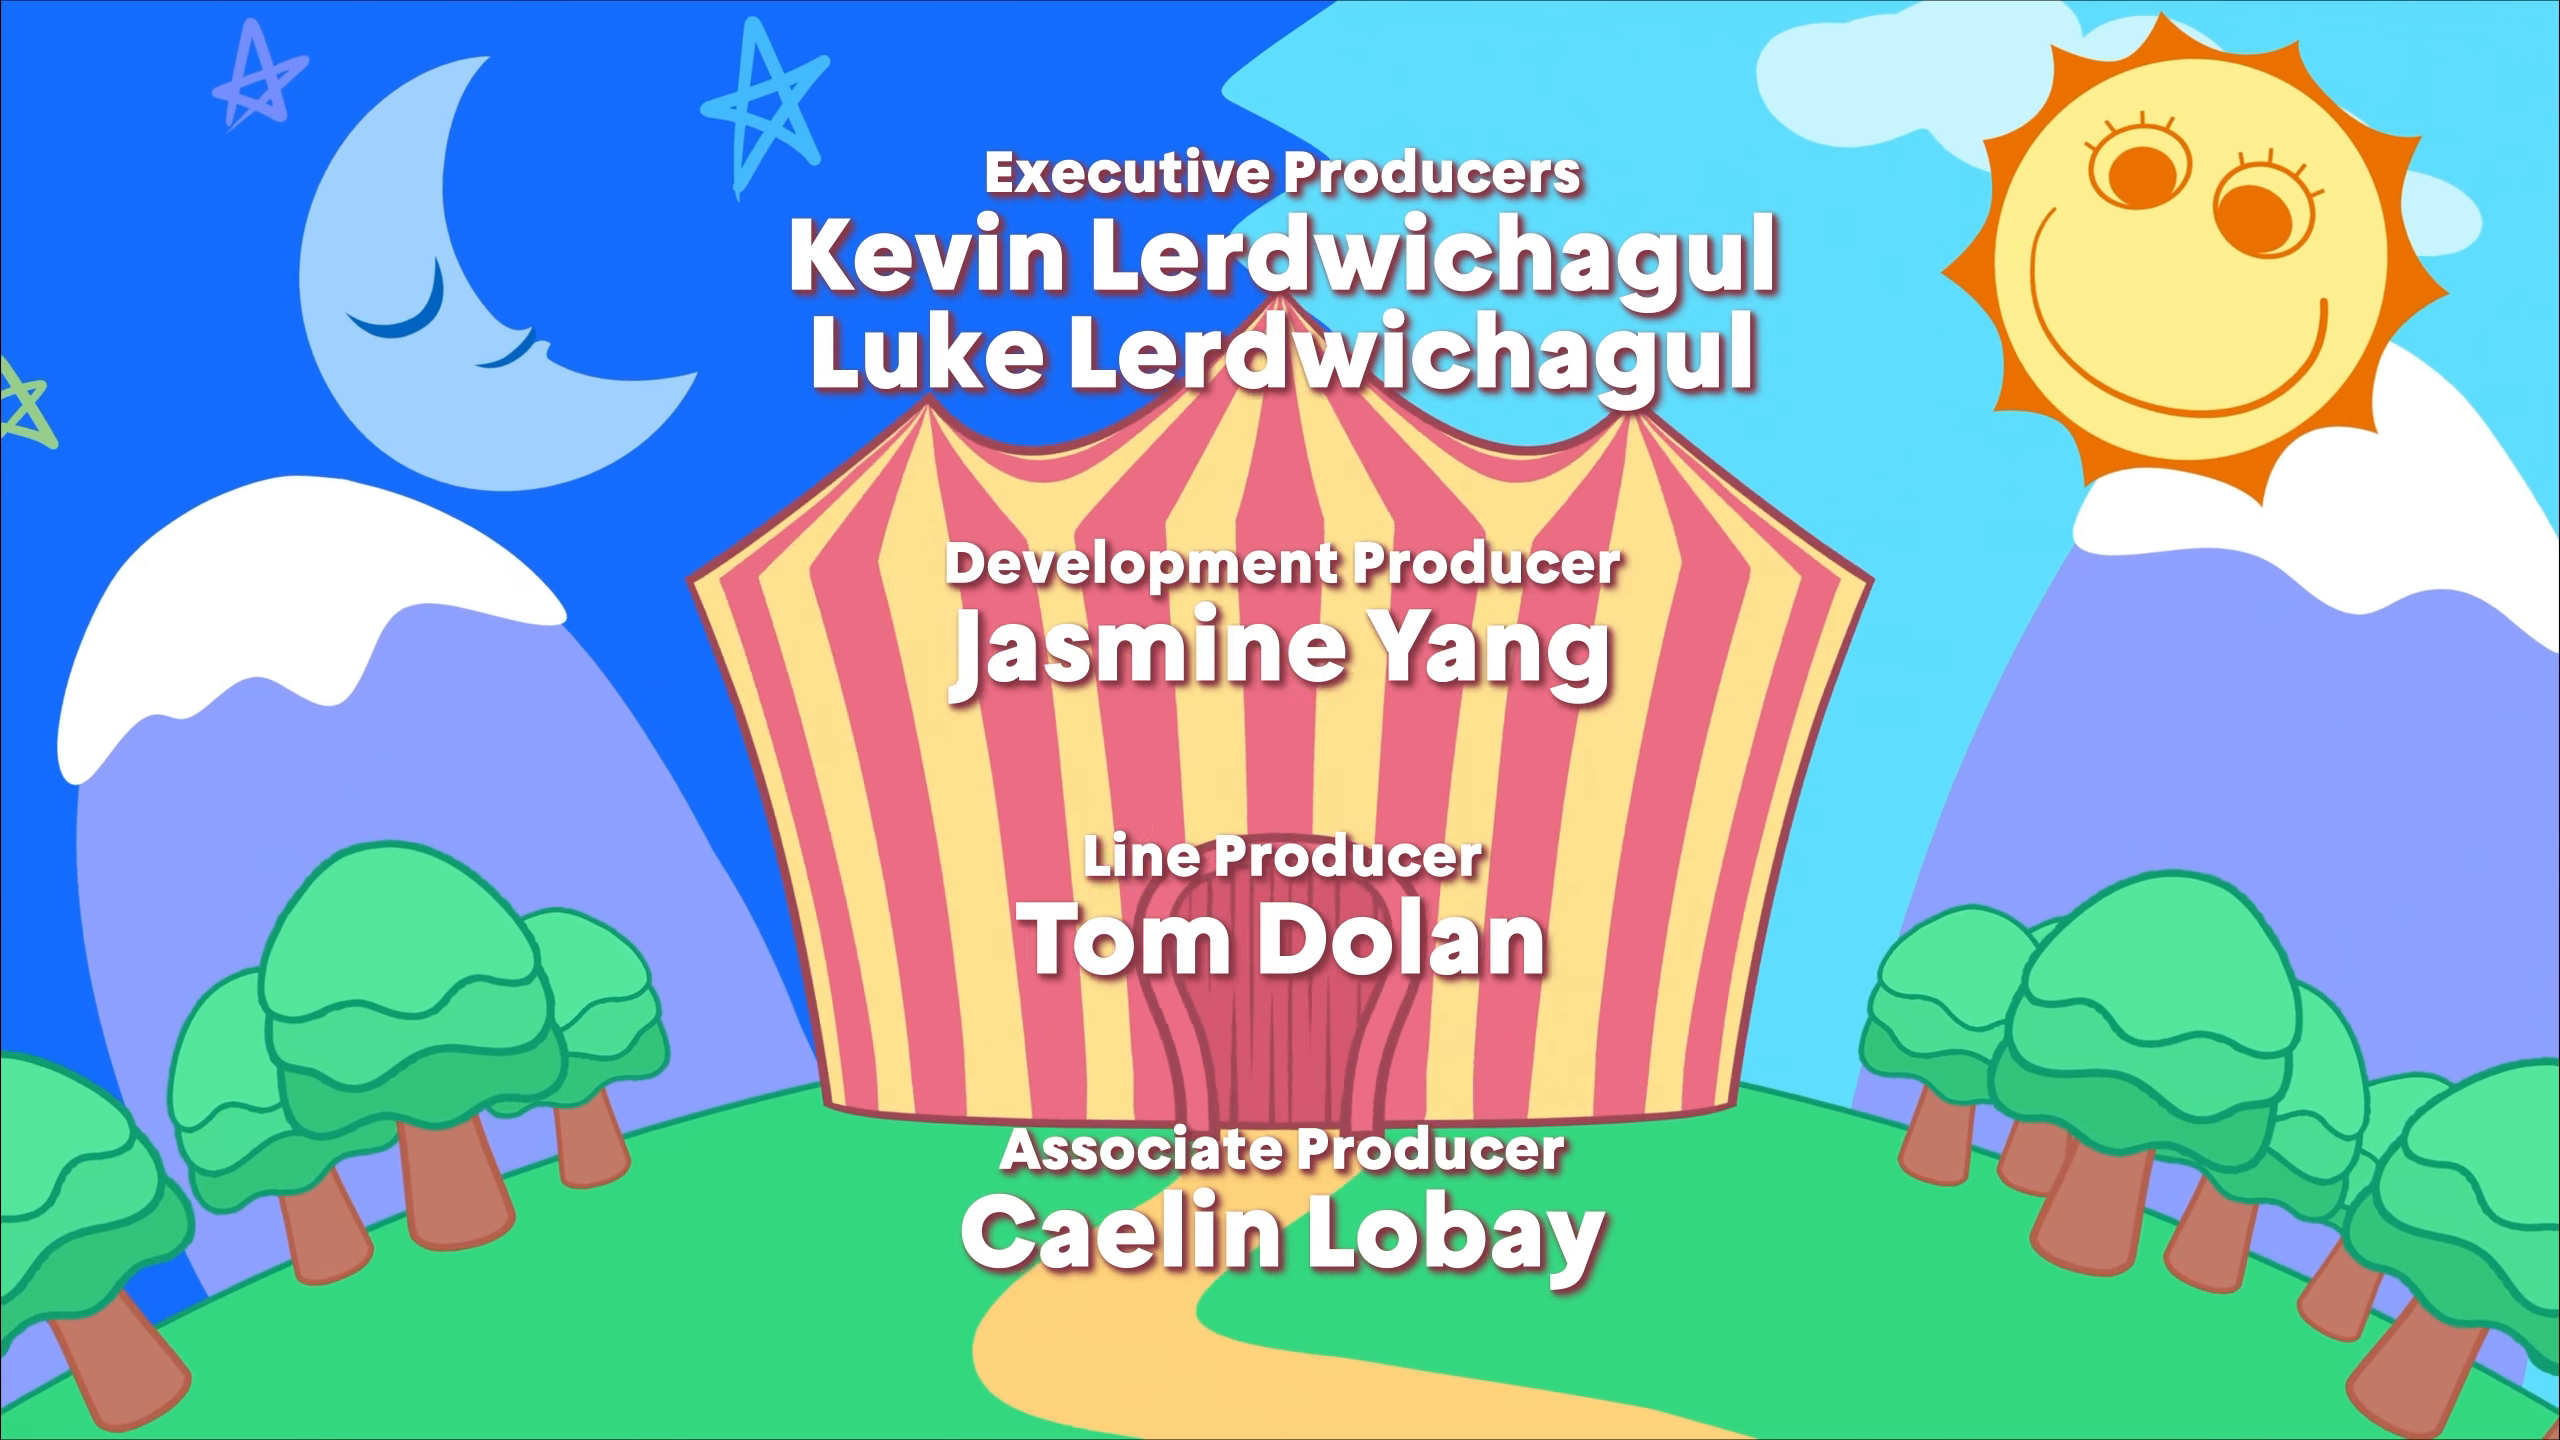 Executive Producers
Kevin Lerdwichagul
Luke Lerdwichagul
Development Producer
Jasmine Yang
Line Producer
Tom Dolan
Associate Producer
Caelin Lobay